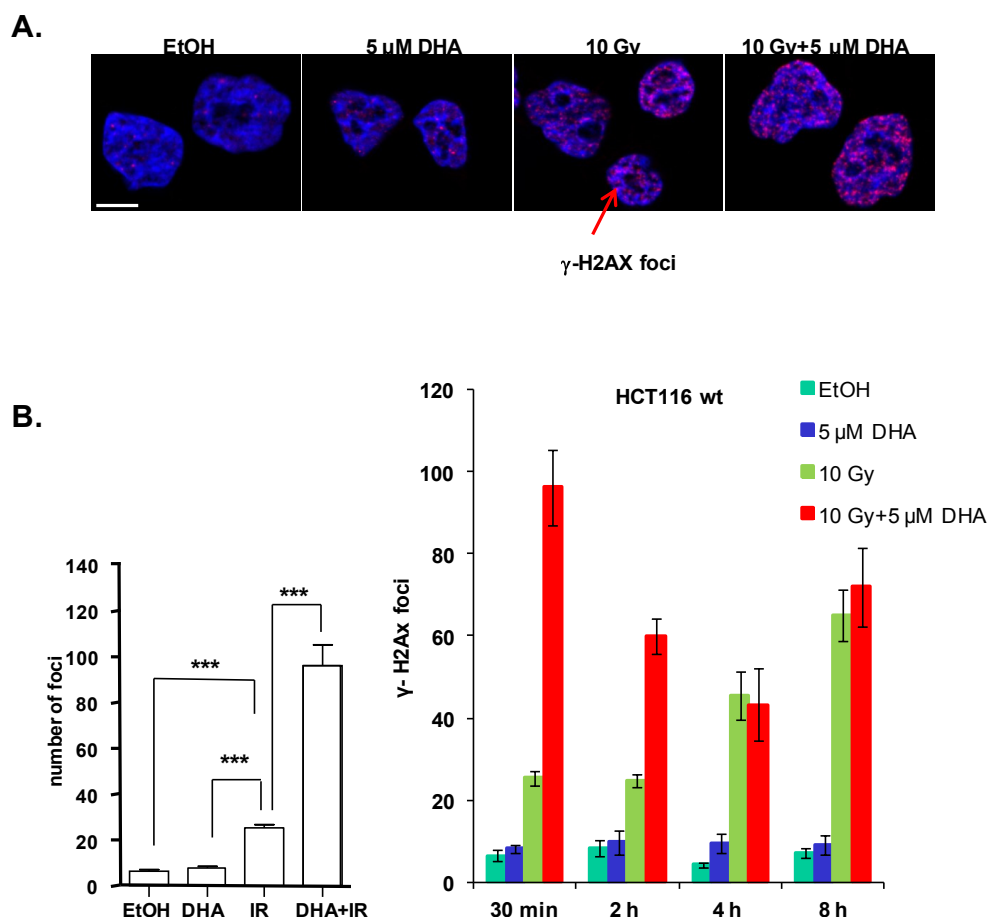 A.
EtOH 5 µM DHA 10 Gy 10 Gy+5 µM DHA
γ-H2AX foci
B.
number of foci
140
120
100
80
60
40
20
0
***
***
***
EtOH DHA IR DHA+IR
γ- H2Ax foci
120
100
80
60
40
20
0
HCT116 wt
EtOH
5 µM DHA
10 Gy
10 Gy+5 µM DHA
30 min 2 h 4 h 8 h